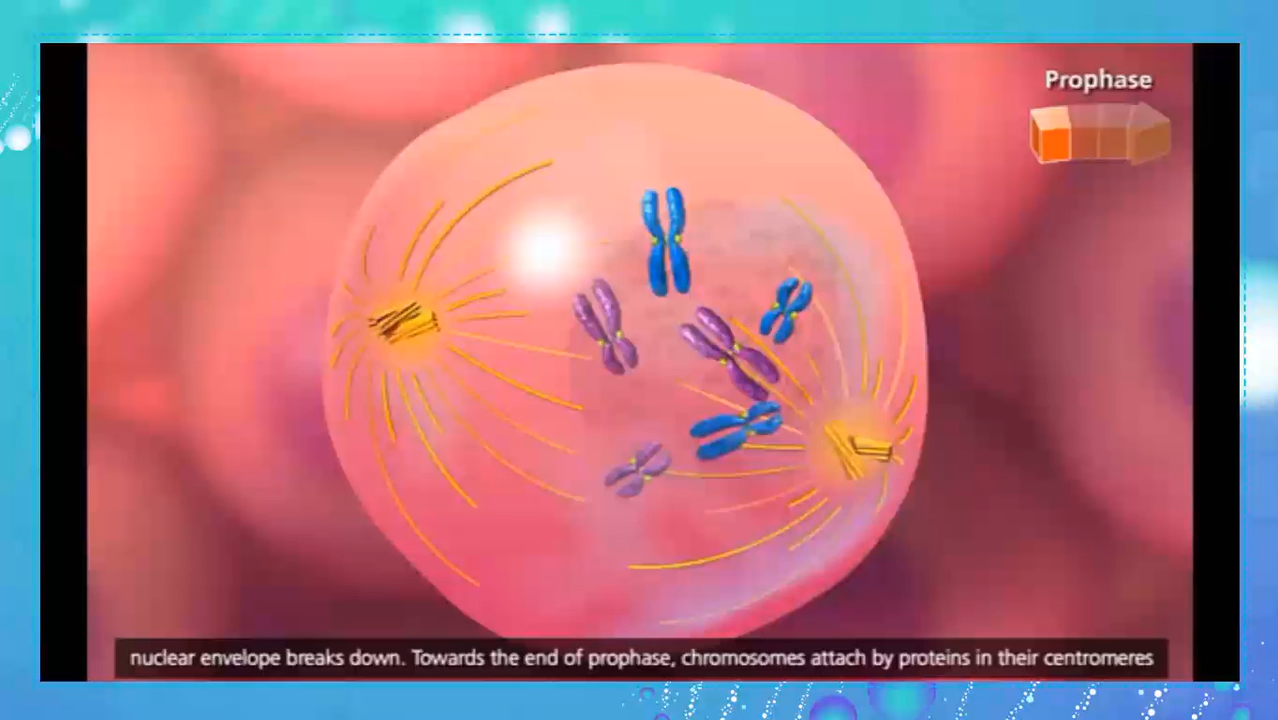 Prophase
nuclear envelope breaks down. Towards the end of prophase, chromosomes attach by proteins in their centromeres